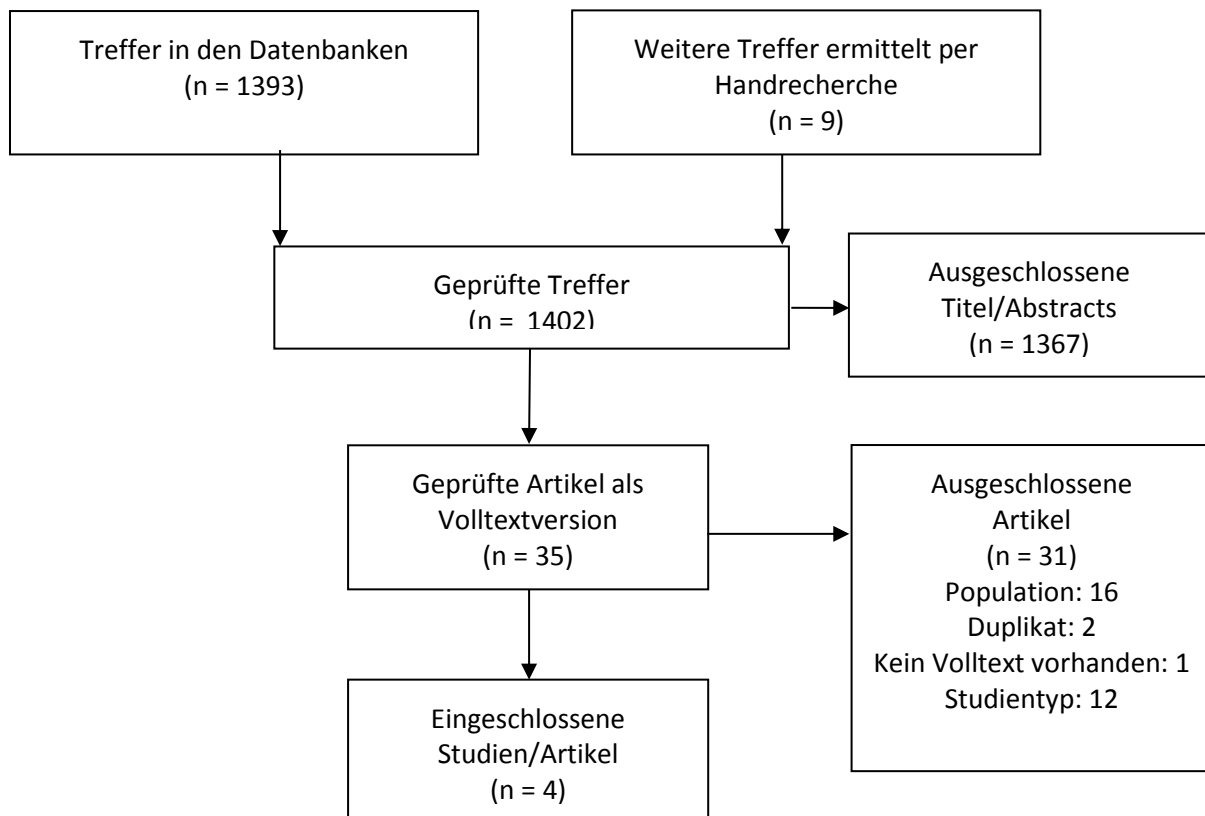 Treffer in den Datenbanken
(n = 1393)
Weitere Treffer ermittelt per
Handrecherche
(n = 9)
Geprüfte Treffer
(n = 1402)
Ausgeschlossene
Titel/Abstracts
(n = 1367)
Geprüfte Artikel als
Volltextversion
(n = 35)
Ausgeschlossene
Artikel
(n = 31)
Population: 16
Duplikat: 2
Kein Volltext vorhanden: 1
Studientyp: 12
Eingeschlossene
Studien/Artikel
(n = 4)